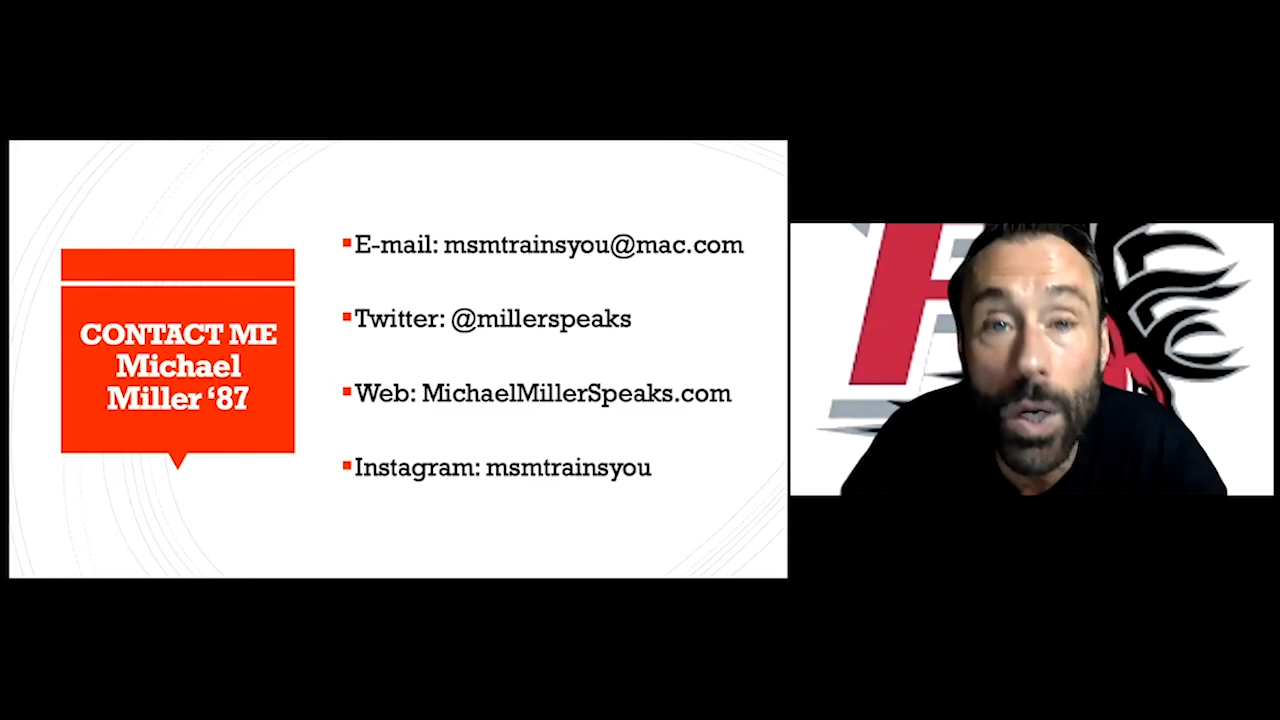 CONTACT ME
Michael
Miller ‘87
E-mail: msmtrainsyou@mac.com
Twitter: @millerspeaks
Web: MichaelMillerSpeaks.com
Instagram: msmtrainsyou